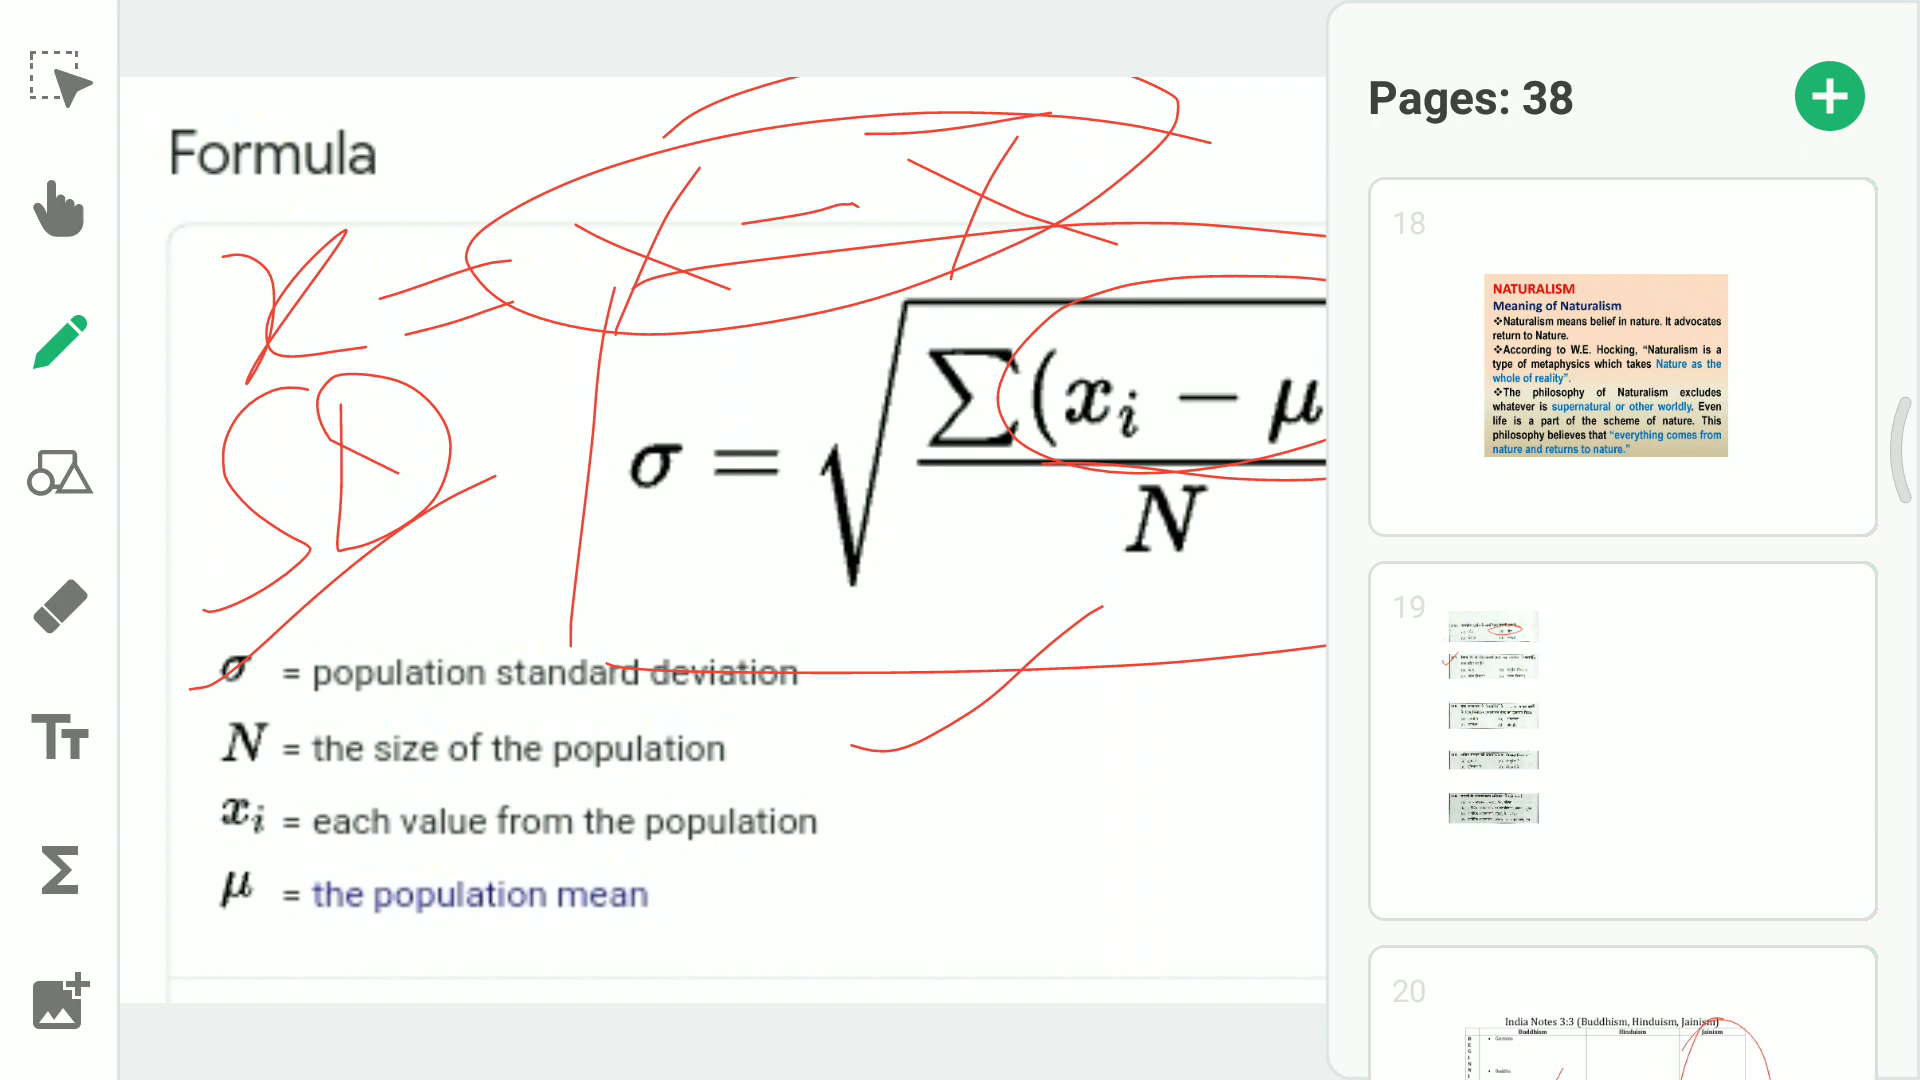 Formula
x = X - X
SD
σ = √ ∑(xᵢ − μ
N
σ = population standard deviation
N = the size of the population
xᵢ = each value from the population
μ = the population mean
Pages: 38
18
NATURALISM
Meaning of Naturalism
❖Naturalism means belief in nature. It advocates
return to Nature.
❖According to W.E. Hocking, “Naturalism is a
type of metaphysics which takes Nature as the
whole of reality”.
❖The philosophy of Naturalism excludes
whatever is supernatural or other worldly. Even
life is a part of the scheme of nature. This
philosophy believes that “everything comes from
nature and returns to nature.”
19
20
India Notes 3:3 (Buddhism, Hinduism, Jainism)
Buddhism Hinduism Jainism